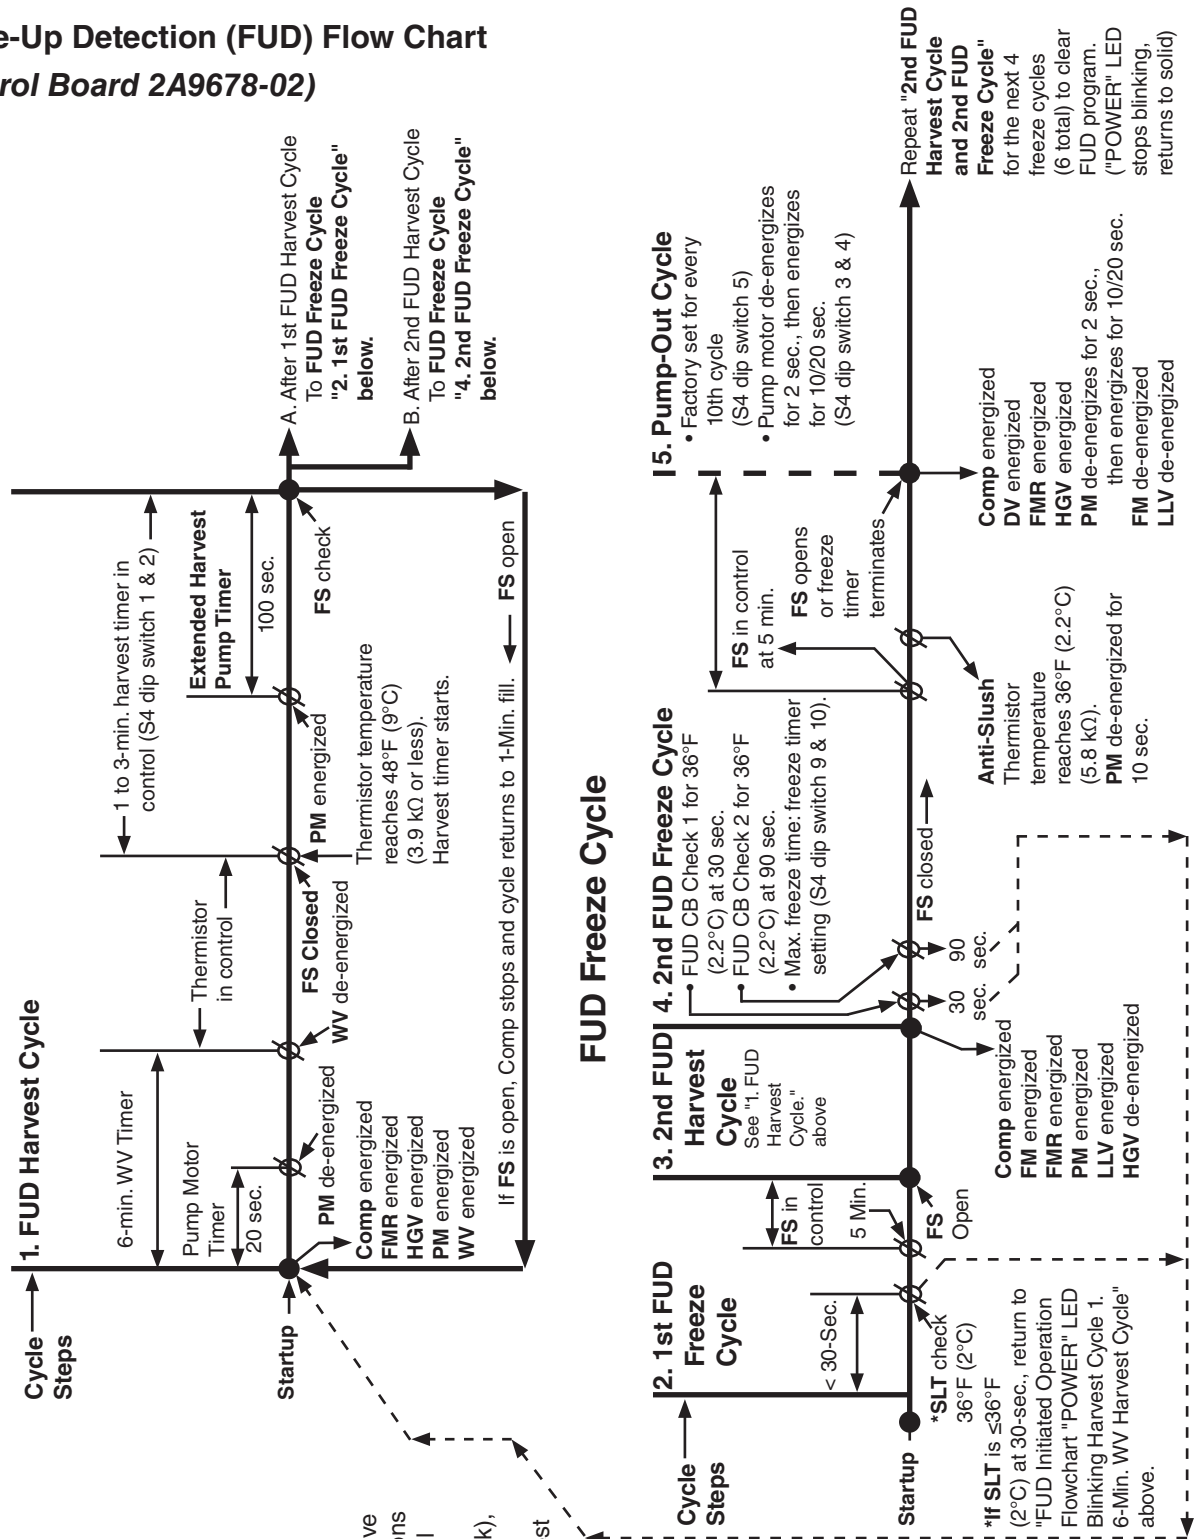 e-Up Detection (FUD) Flow Chart
rol Board 2A9678-02)
Cycle
Steps
1. FUD Harvest Cycle
6-min. WV Timer
Pump Motor
Timer
20 sec.
Thermistor
in control
1 to 3-min. harvest timer in
control (S4 dip switch 1 & 2)
Extended Harvest
Pump Timer
100 sec.
Startup
PM de-energized
WV de-energized
FS Closed
PM energized
FS check
Comp energized
FMR energized
HGV energized
PM energized
WV energized
Thermistor temperature
reaches 48°F (9°C)
(3.9 kΩ or less).
Harvest timer starts.
If FS is open, Comp stops and cycle returns to 1-Min. fill.
FS open
A. After 1st FUD Harvest Cycle
To FUD Freeze Cycle
"2. 1st FUD Freeze Cycle"
below.
B. After 2nd FUD Harvest Cycle
To FUD Freeze Cycle
"4. 2nd FUD Freeze Cycle"
below.
FUD Freeze Cycle
Cycle
Steps
2. 1st FUD
Freeze
Cycle
< 30-Sec.
FS in
control
5 Min.
3. 2nd FUD
Harvest
Cycle
See "1. FUD
Harvest
Cycle."
above
4. 2nd FUD Freeze Cycle
• FUD CB Check 1 for 36°F
(2.2°C) at 30 sec.
• FUD CB Check 2 for 36°F
(2.2°C) at 90 sec.
• Max. freeze time: freeze timer
setting (S4 dip switch 9 & 10).
FS in control
at 5 min.
FS opens
or freeze
timer
terminates
5. Pump-Out Cycle
• Factory set for every
10th cycle
(S4 dip switch 5)
• Pump motor de-energizes
for 2 sec., then energizes
for 10/20 sec.
(S4 dip switch 3 & 4)
Startup
*SLT check
36°F (2°C)
*If SLT is ≤36°F
(2°C) at 30-sec., return to
"FUD Initiated Operation
Flowchart "POWER" LED
Blinking Harvest Cycle 1.
6-Min. WV Harvest Cycle"
above.
FS
Open
30
sec.
90
sec.
FS closed
Comp energized
FM energized
FMR energized
PM energized
LLV energized
HGV de-energized
Anti-Slush
Thermistor
temperature
reaches 36°F (2.2°C)
(5.8 kΩ).
PM de-energized for
10 sec.
Comp energized
DV energized
FMR energized
HGV energized
PM de-energizes for 2 sec.,
then energizes for 10/20 sec.
FM de-energized
LLV de-energized
Repeat "2nd FUD
Harvest Cycle
and 2nd FUD
Freeze Cycle"
for the next 4
freeze cycles
(6 total) to clear
FUD program.
("POWER" LED
stops blinking,
returns to solid)
ve
ons
k),
st